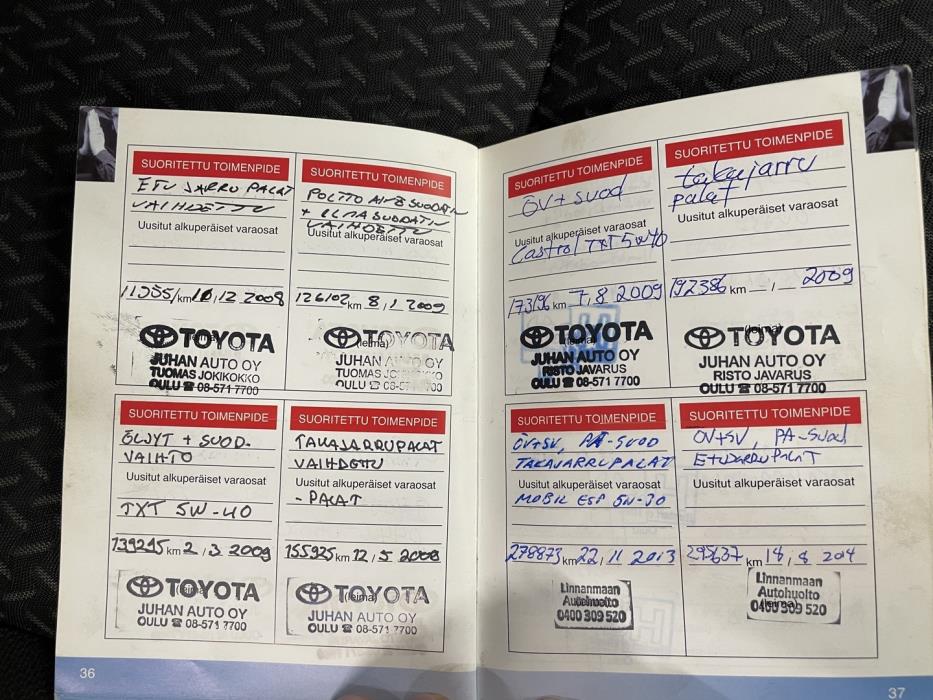 SUORITETTU TOIMENPIDE
ETU JARRU PALAT
VAIHDETTU
Uusitut alkuperäiset varaosat
km 10, 12 2008
TOYOTA
JUHAN AUTO OY
TUOMAS JOKIKOKKO
OULU ☎ 08-571 7700
SUORITETTU TOIMENPIDE
POLTTO AINE SUODATIN
+ ILMA SUODATIN
VAIHDETTU
Uusitut alkuperäiset varaosat
126102 km 8, 1 2009
(leima)
TOYOTA
JUHAN AUTO OY
TUOMAS
OULU ☎ 08-57
SUORITETTU TOIMENPIDE
ÖLJYT + SUOD.
VAIHTO
Uusitut alkuperäiset varaosat
TXT 5W-40
139245 km 2, 3 2009
TOYOTA
(leima)
JUHAN AUTO OY
OULU ☎ 08-571 7700
SUORITETTU TOIMENPIDE
TAKAJARRUPALAT
VAIHDETTU
Uusitut alkuperäiset varaosat
- PALAT
155925 km 12, 5 2008
TOYOTA
(leima)
JUHAN AUTO OY
OULU ☎ 08-571 7700
36
SUORITETTU TOIMENPIDE
ÖV+suod
Uusitut alkuperäiset varaosat
Castrol TXT 5w40
173196 km 7, 8 2009
TOYOTA
JUHAN AUTO OY
RISTO JAVARUS
OULU ☎ 08-571 7700
SUORITETTU TOIMENPIDE
takajarru
palat
Uusitut alkuperäiset varaosat
192386 km , 2009
TOYOTA
(leima)
JUHAN AUTO OY
RISTO JAVARUS
OULU ☎ 08-571 7700
SUORITETTU TOIMENPIDE
ÖV+SV, PA-SUOD
TAKAJARRUPALAT
Uusitut alkuperäiset varaosat
MOBIL ESP 5W-30
278873 km 22, 11 2013
Linnanmaan
Autohuolto
0400 309 520
SUORITETTU TOIMENPIDE
ÖV+SV, PA-Suod
ETUJARRUPALAT
Uusitut alkuperäiset varaosat
km 18, 8 2014
Linnanmaan
Autohuolto
0400 309 520
37